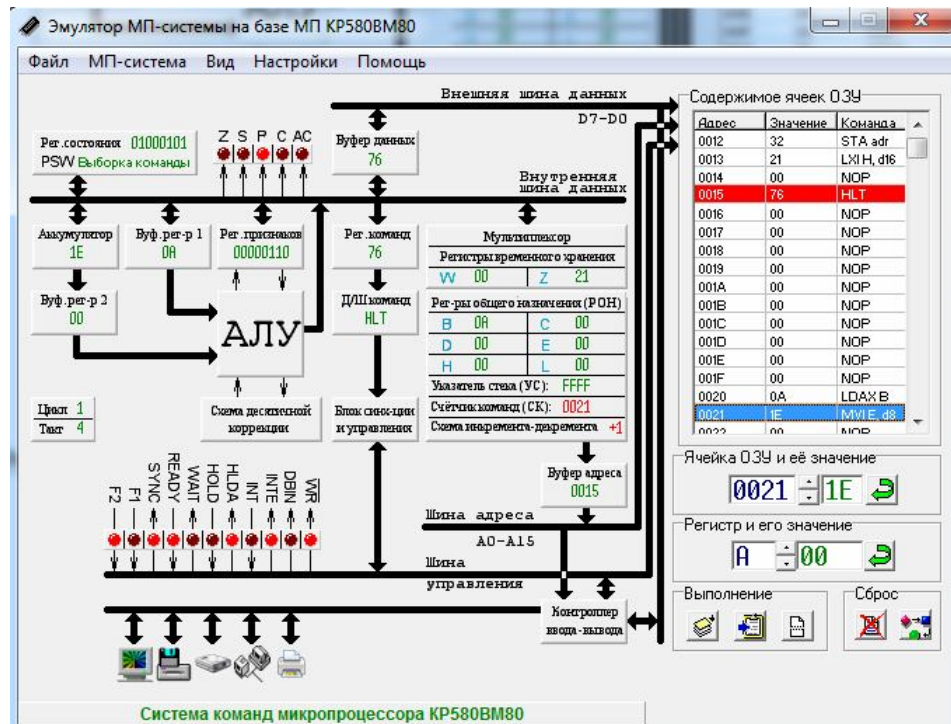 Эмулятор МП-системы на базе МП КР580ВМ80
Файл МП-система Вид Настройки Помощь
Внешняя шина данных
D7-D0
Рег.состояния 01000101
PSW Выборка команды
Z S P C AC
Буфер данных
76
Внутренняя
шина данных
Аккумулятор
1E
Буф.рег-р 1
0A
Рег.признаков
00000110
Рег.команд
76
Буф.рег-р 2
00
АЛУ
Д/Ш команд
HLT
Мультиплексор
Регистры временного хранения
W 00 Z 21
Рег-ры общего назначения (РОН)
B 0A C 00
D 00 E 00
H 00 L 00
Указатель стека (УС): FFFF
Счётчик команд (СК): 0021
Схема инкремента-декремента +1
Цикл 1
Такт 4
Схема десятичной
коррекции
Блок синх-ции
и управления
Буфер адреса
0015
F2 F1 SYNC READY WAIT HOLD HLDA INT INTE DBIN WR
Шина адреса
A0-A15
Шина
управления
Контроллер
ввода-вывода
Содержимое ячеек ОЗУ
Адрес Значение Команда
0012 32 STA adr
0013 21 LXI H, d16
0014 00 NOP
0015 76 HLT
0016 00 NOP
0017 00 NOP
0018 00 NOP
0019 00 NOP
001A 00 NOP
001B 00 NOP
001C 00 NOP
001D 00 NOP
001E 00 NOP
001F 00 NOP
0020 0A LDAX B
0021 1E MVI E, d8
0022 00 NOP
Ячейка ОЗУ и её значение
0021 1E
Регистр и его значение
A 00
Выполнение
Сброс
Система команд микропроцессора КР580ВМ80